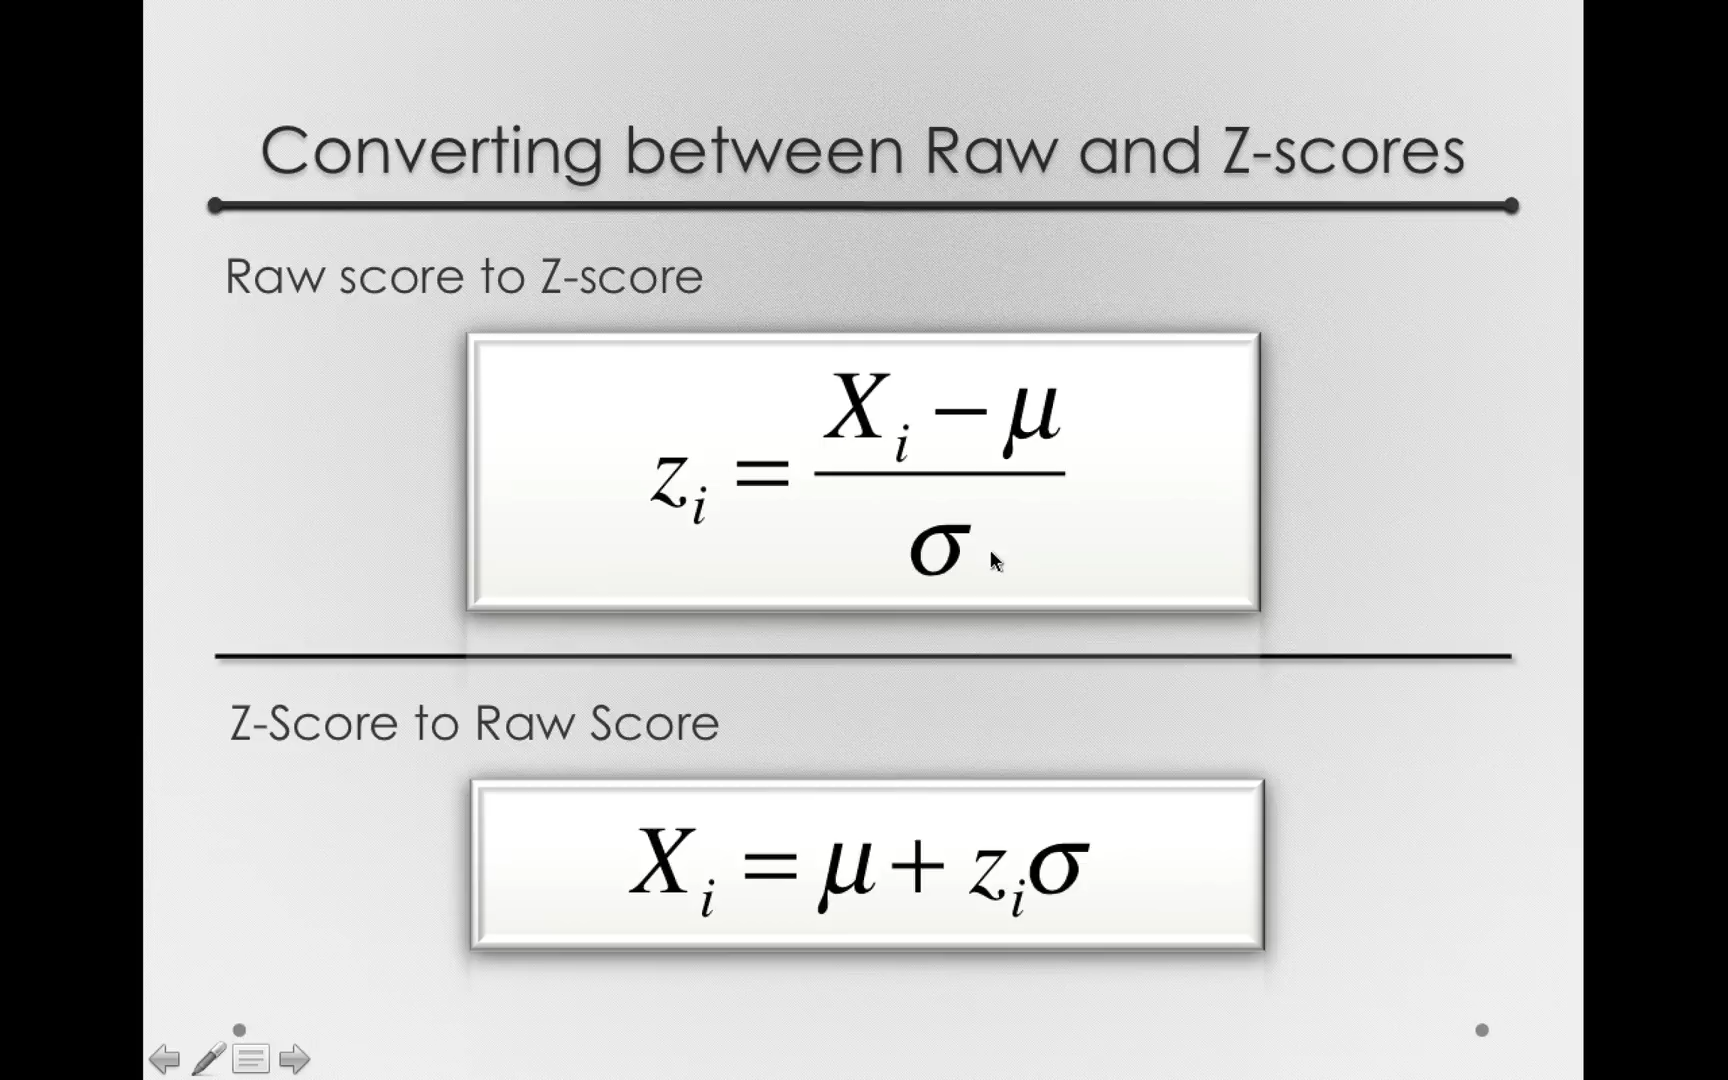 Converting between Raw and Z-scores
Raw score to Z-score
z_i = (X_i − μ) / σ
Z-Score to Raw Score
X_i = μ + z_iσ